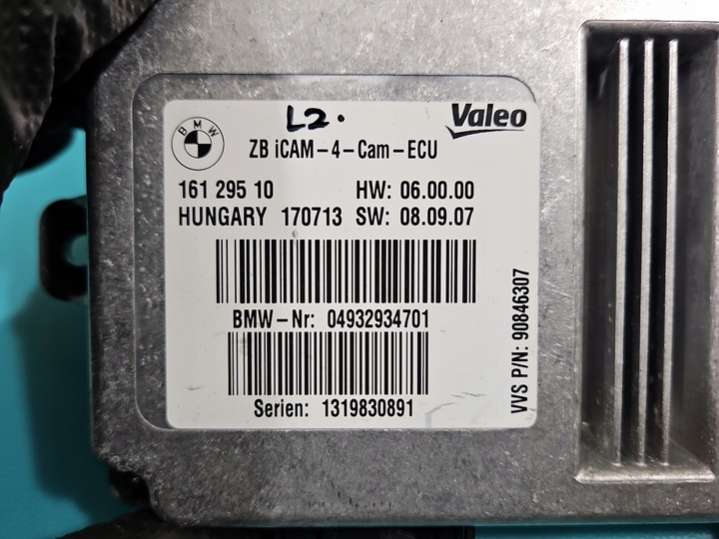 L2.
BMW
Valeo
ZB iCAM-4-Cam-ECU
161 295 10 HW: 06.00.00
HUNGARY 170713 SW: 08.09.07
BMW-Nr: 04932934701
Serien: 1319830891
VVS P/N: 90846307